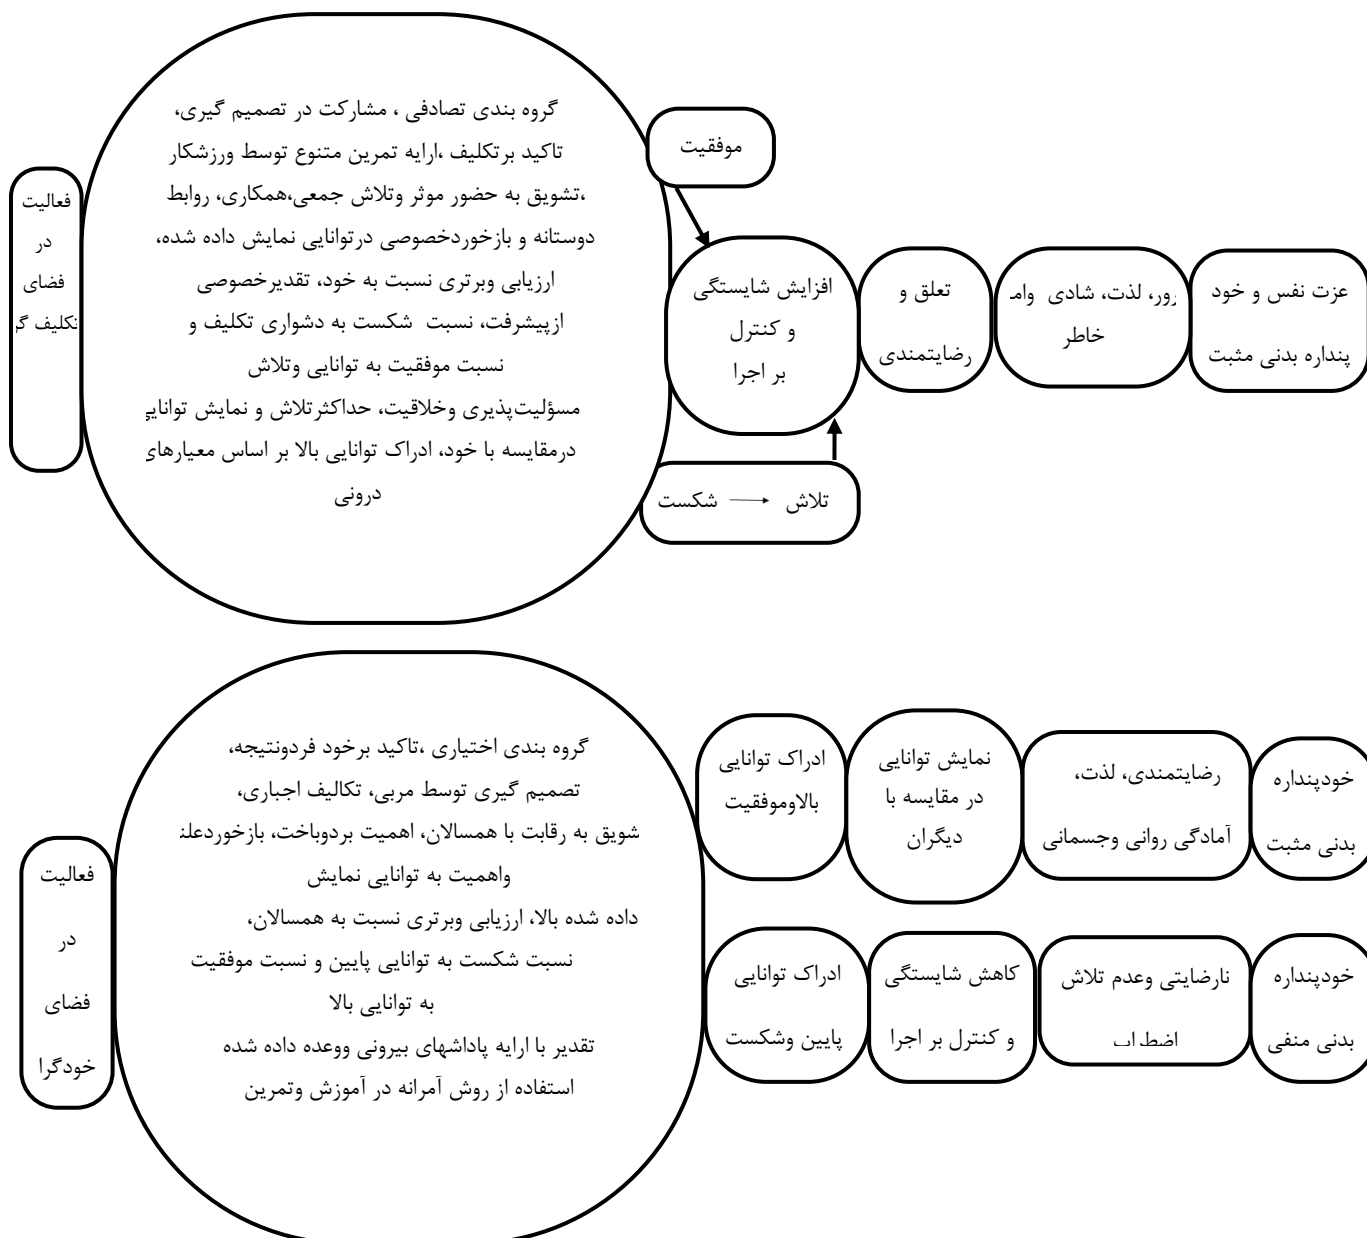 فعالیت
در
فضای
گروه بندی تصادفی ، مشارکت در تصمیم گیری،
تاکید برتکلیف ،ارایه تمرین متنوع توسط ورزشکار
،تشویق به حضور موثر وتلاش جمعی،همکاری، روابط
دوستانه و بازخوردخصوصی درتوانایی نمایش داده شده،
ارزیابی وبرتری نسبت به خود، تقدیرخصوصی
ازپیشرفت، نسبت شکست به دشواری تکلیف و
نسبت موفقیت به توانایی وتلاش
مسؤلیت‌پذیری وخلاقیت، حداکثرتلاش و نمایش توانایی
درمقایسه با خود، ادراک توانایی بالا بر اساس معیارهای
درونی
موفقیت
افزایش شایستگی
و کنترل
بر اجرا
تلاش → شکست
تعلق و
رضایتمندی
لذت، شادی
خاطر
عزت نفس و خود
پنداره بدنی مثبت
فعالیت
در
فضای
خودگرا
گروه بندی اختیاری ،تاکید برخود فردونتیجه،
تصمیم گیری توسط مربی، تکالیف اجباری،
به رقابت با همسالان، اهمیت بردوباخت،
واهمیت به توانایی نمایش
داده شده بالا، ارزیابی وبرتری نسبت به همسالان،
نسبت شکست به توانایی پایین و نسبت موفقیت
به توانایی بالا
تقدیر با ارایه پاداشهای بیرونی ووعده داده شده
استفاده از روش آمرانه در آموزش وتمرین
ادراک توانایی
بالاوموفقیت
نمایش توانایی
در مقایسه با
دیگران
رضایتمندی، لذت،
آمادگی روانی وجسمانی
خودپنداره
بدنی مثبت
ادراک توانایی
پایین وشکست
کاهش شایستگی
و کنترل بر اجرا
نارضایتی وعدم تلاش
خودپنداره
بدنی منفی